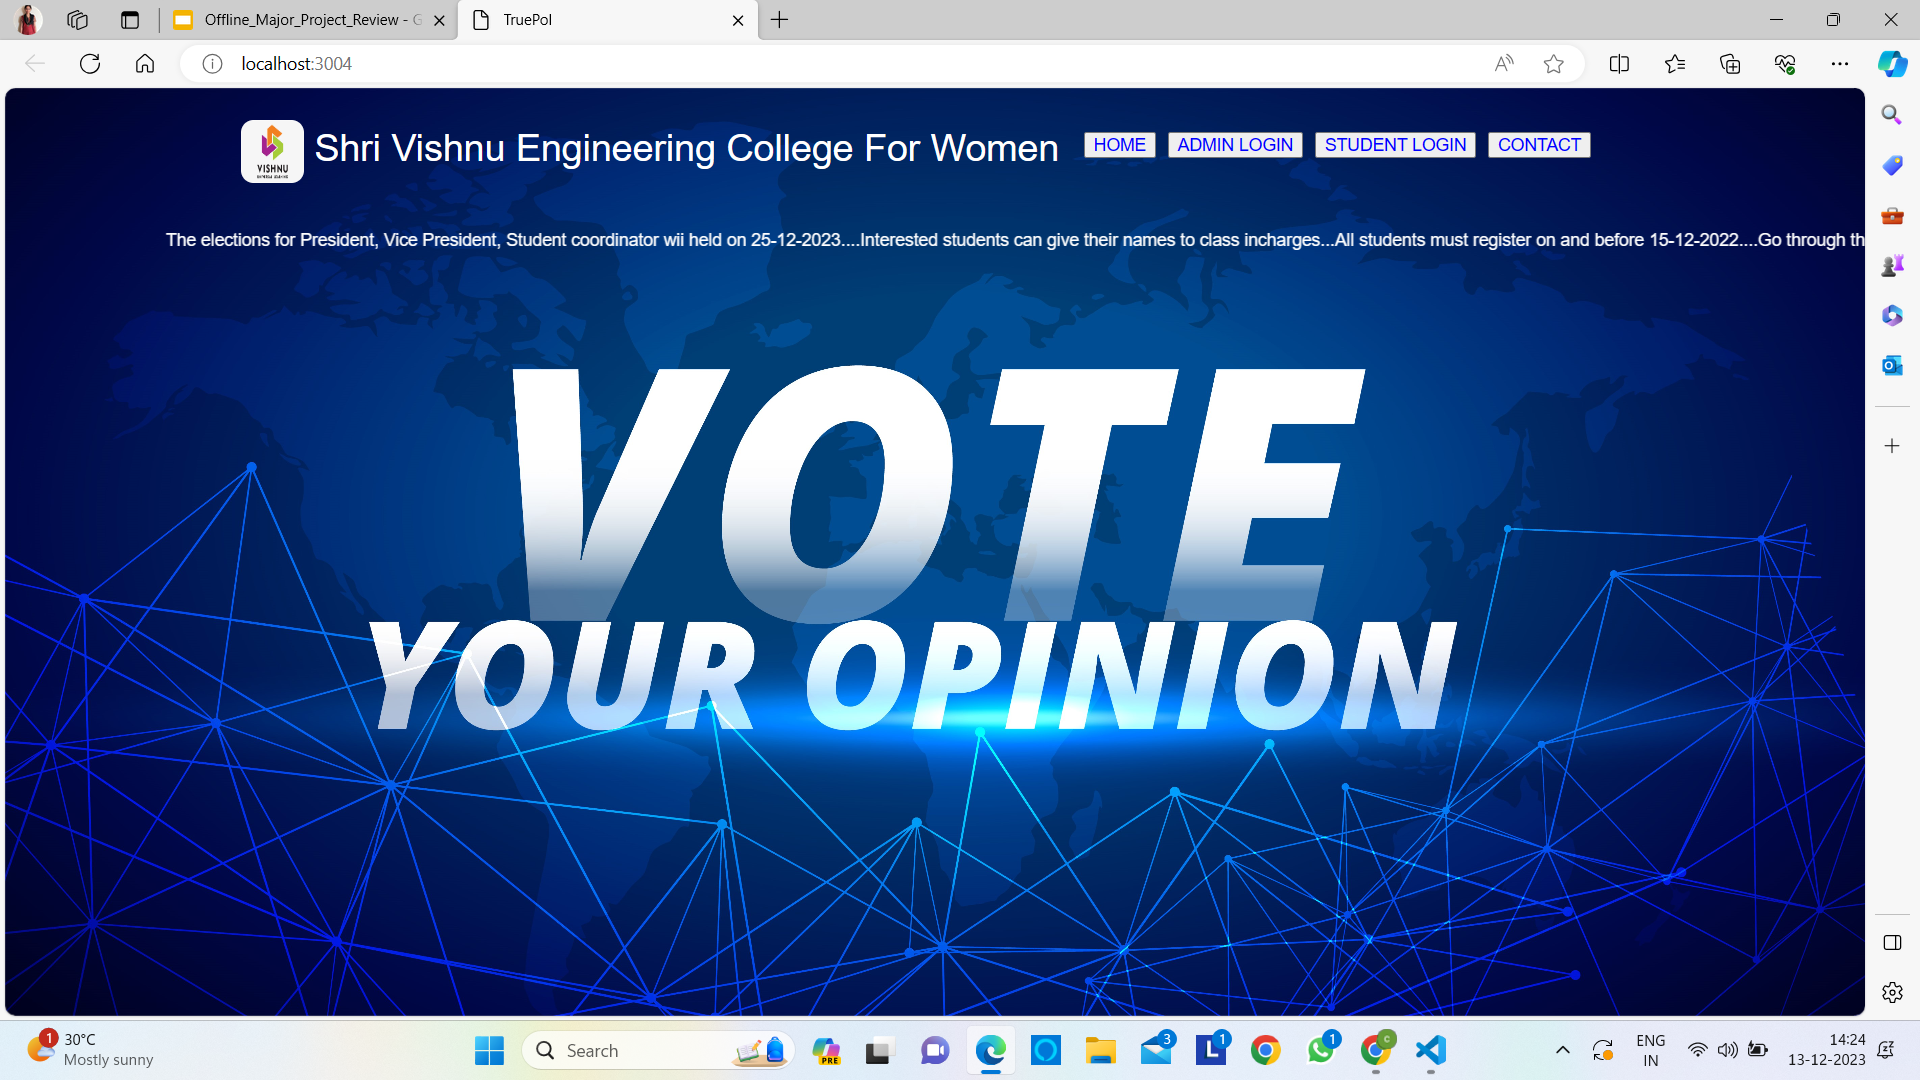 Offline_Major_Project_Review - G
TruePol
localhost:3004
VISHNU
Shri Vishnu Engineering College For Women
HOME
ADMIN LOGIN
STUDENT LOGIN
CONTACT
The elections for President, Vice President, Student coordinator wii held on 25-12-2023....Interested students can give their names to class incharges...All students must register on and before 15-12-2022....Go through th
VOTE
YOUR OPINION
1
30°C
Mostly sunny
Search
PRE
3
L 1
1
C
ENG
IN
14:24
13-12-2023